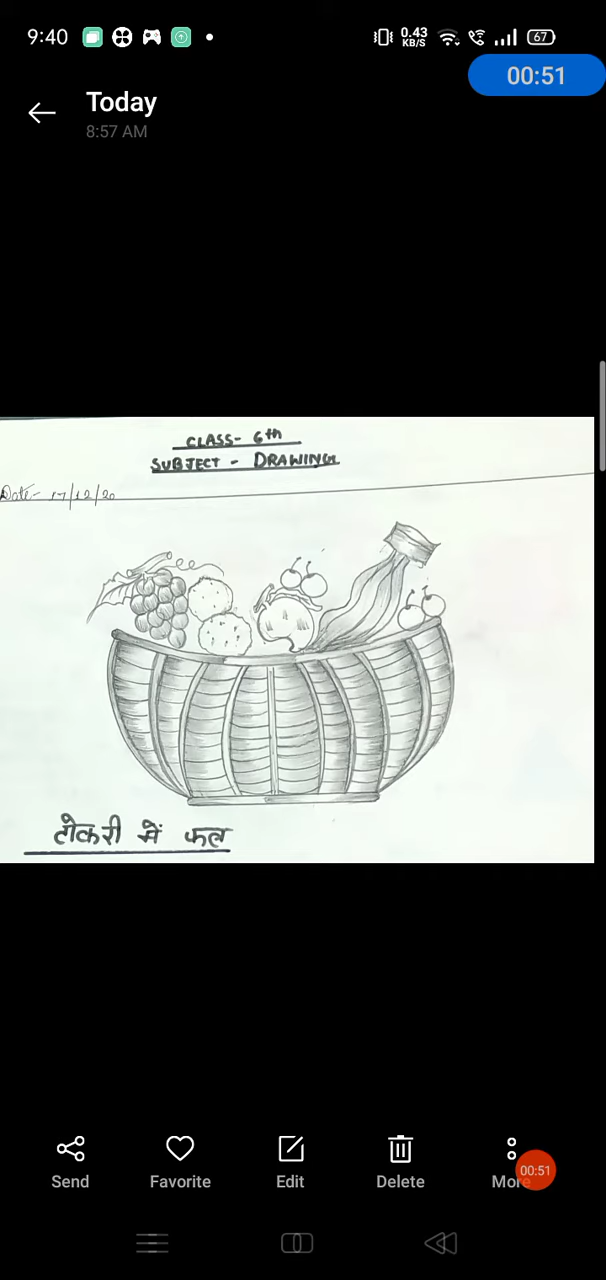 9:40
0.43
KB/S
67
00:51
Today
8:57 AM
CLASS- 6th
SUBJECT - DRAWING
Date- 17/12/20
टोकरी में फल
Send
Favorite
Edit
Delete
More
00:51